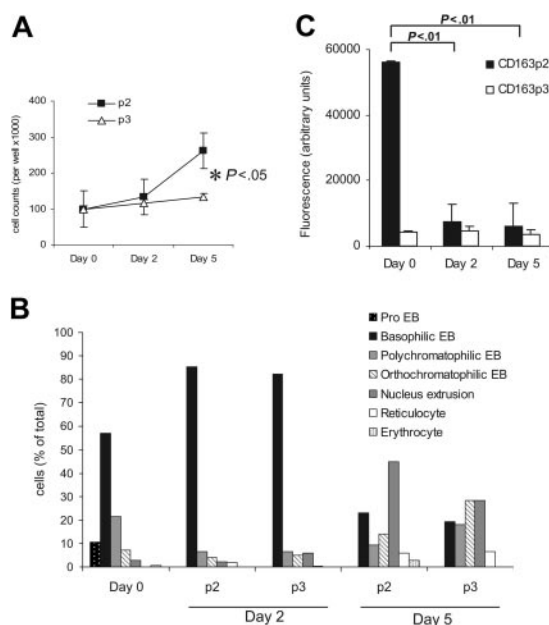 A
p2
p3
cell counts (per well x1000)
400
300
200
100
0
* P<.05
Day 0
Day 2
Day 5
C
P<.01
P<.01
CD163p2
CD163p3
Fluorescence (arbitrary units)
60000
40000
20000
0
Day 0
Day 2
Day 5
B
Pro EB
Basophilic EB
Polychromatophilic EB
Orthochromatophilic EB
Nucleus extrusion
Reticulocyte
Erythrocyte
cells (% of total)
100
90
80
70
60
50
40
30
20
10
0
Day 0
p2
p3
p2
p3
Day 2
Day 5